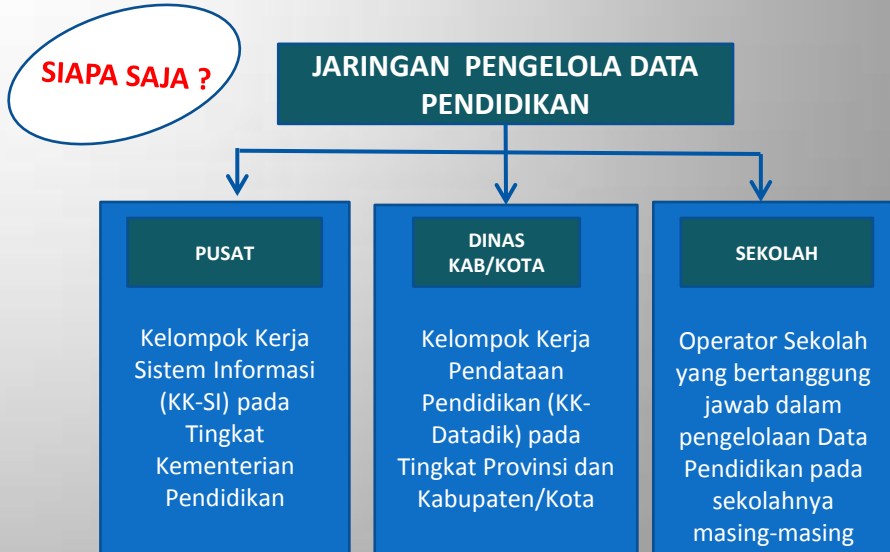 SIAPA SAJA ?
JARINGAN PENGELOLA DATA
PENDIDIKAN
PUSAT
Kelompok Kerja
Sistem Informasi
(KK-SI) pada
Tingkat
Kementerian
Pendidikan
DINAS
KAB/KOTA
Kelompok Kerja
Pendataan
Pendidikan (KK-
Datadik) pada
Tingkat Provinsi dan
Kabupaten/Kota
SEKOLAH
Operator Sekolah
yang bertanggung
jawab dalam
pengelolaan Data
Pendidikan pada
sekolahnya
masing-masing